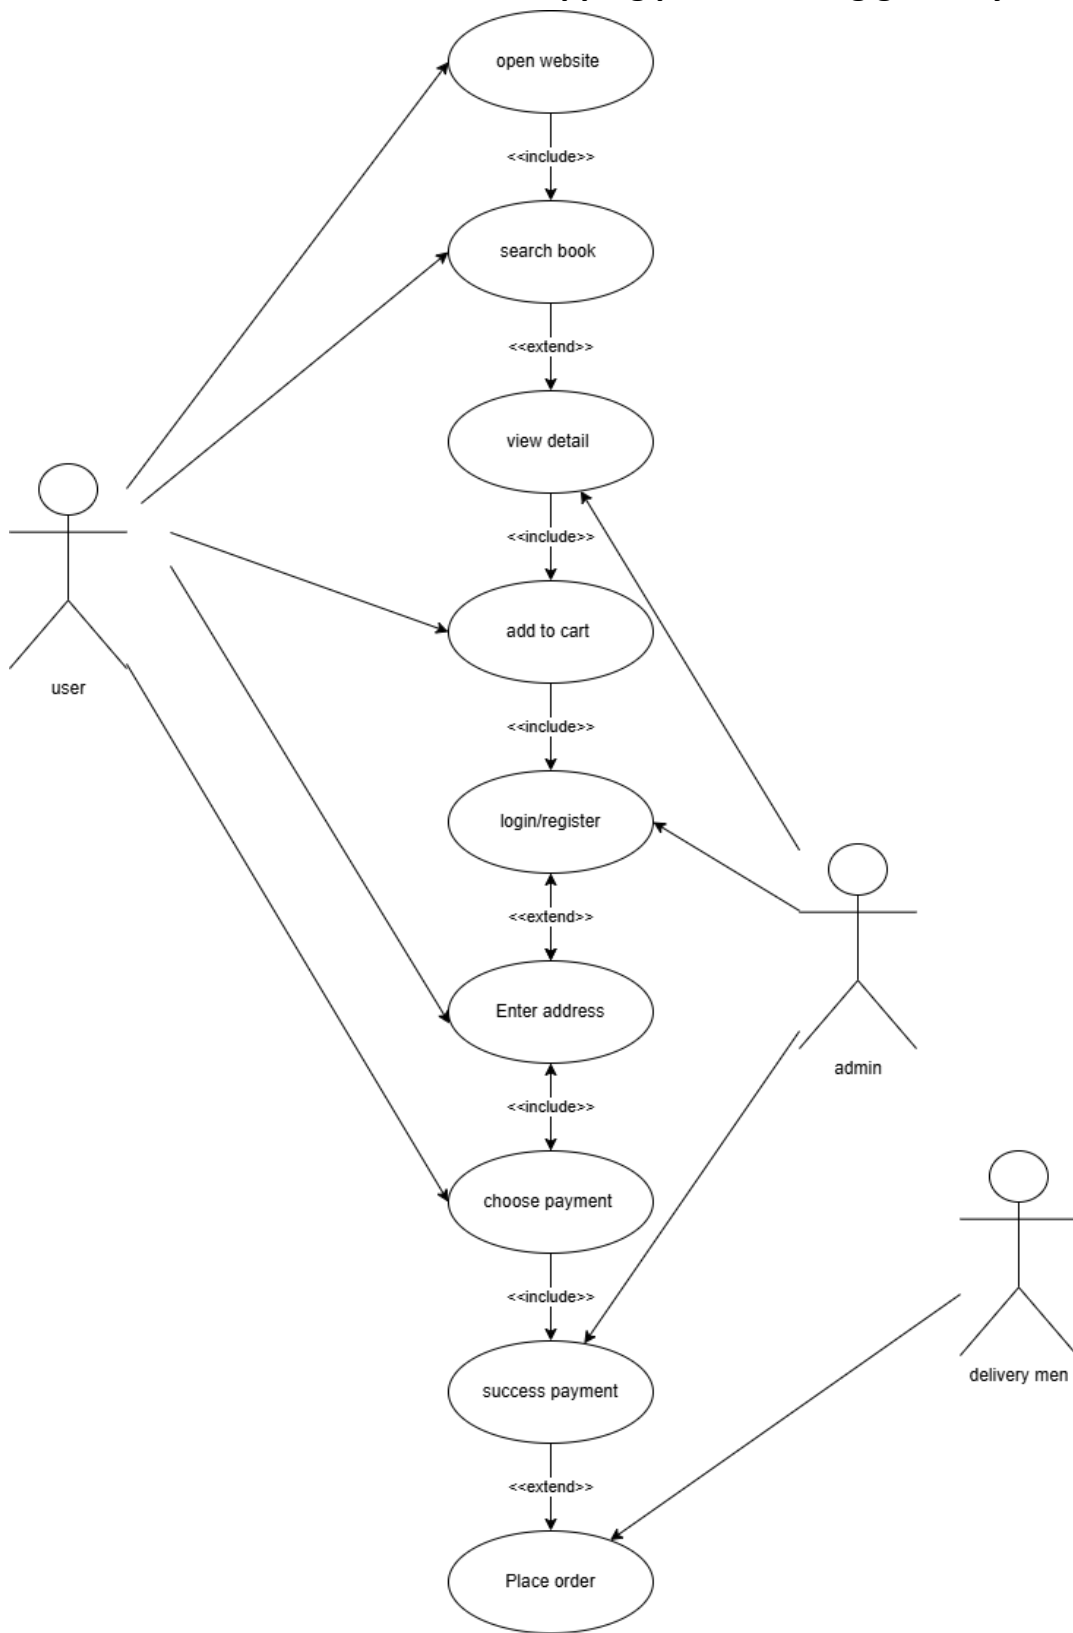 open website
<<include>>
search book
<<extend>>
view detail
<<include>>
add to cart
user
<<include>>
login/register
<<extend>>
Enter address
admin
<<include>>
choose payment
<<include>>
delivery men
success payment
<<extend>>
Place order